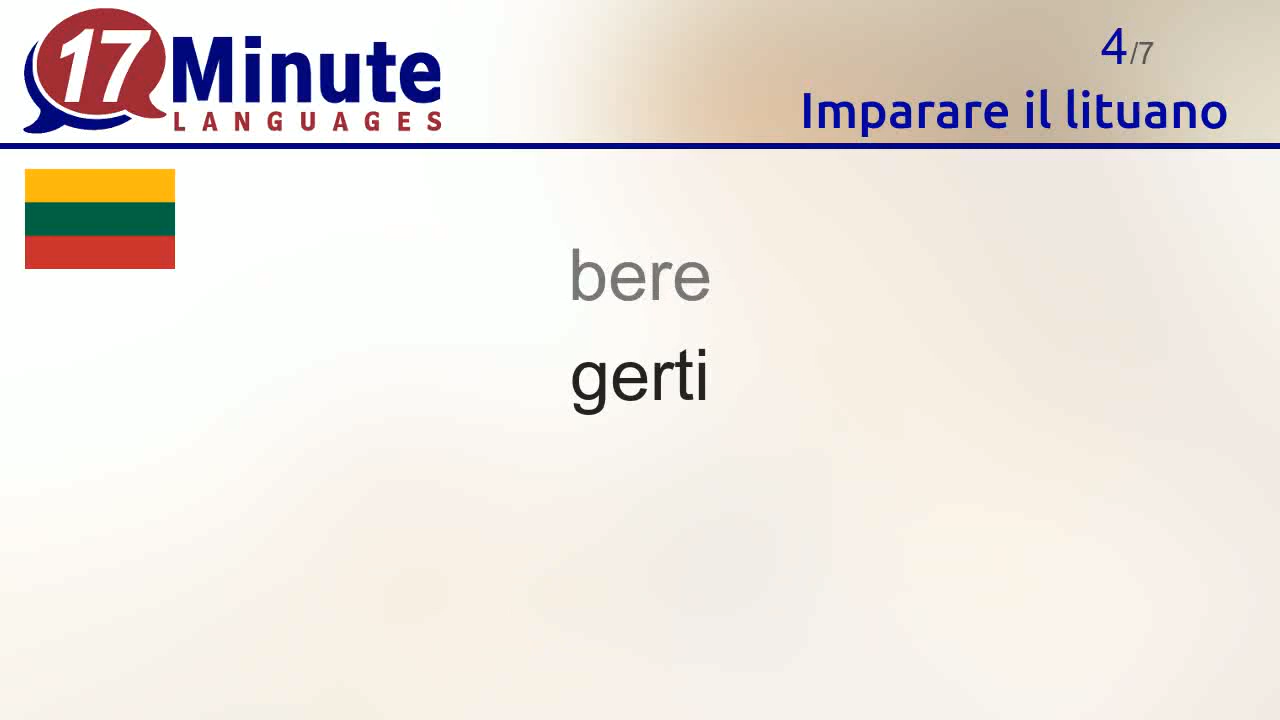 17 Minute
LANGUAGES
4/7
Imparare il lituano
bere
gerti